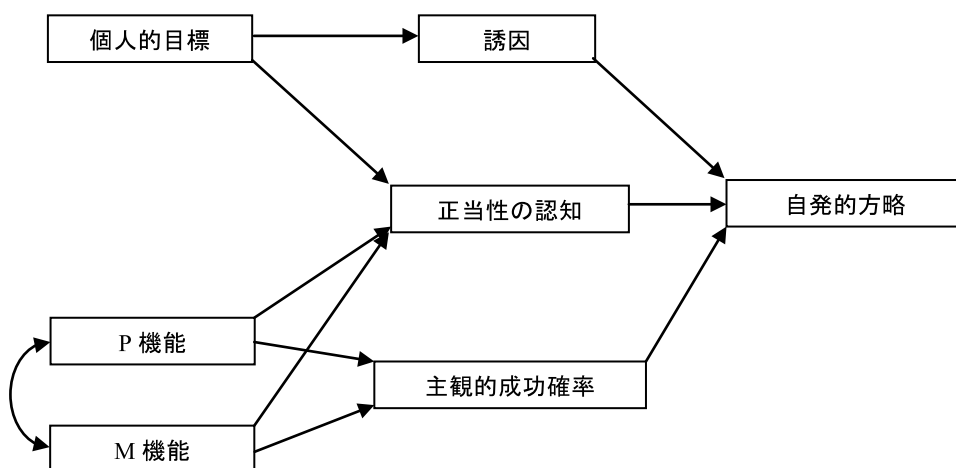 個人的目標
誘因
正当性の認知
自発的方略
P 機能
主観的成功確率
M 機能